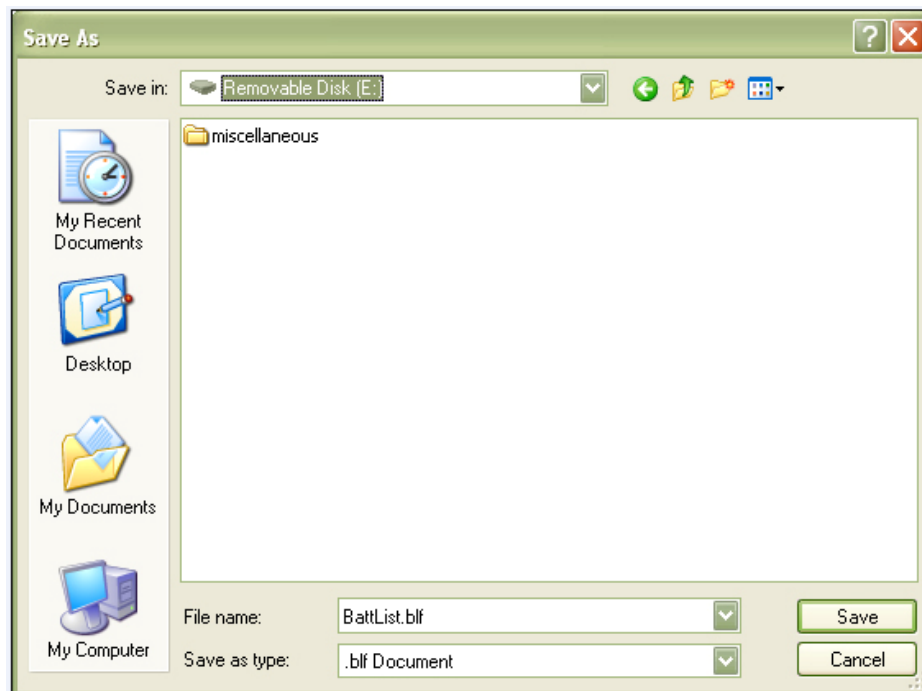 Save As
Save in:
Removable Disk (E:
miscellaneous
My Recent
Documents
Desktop
My Documents
My Computer
File name:
BattList.blf
Save
Save as type:
.blf Document
Cancel